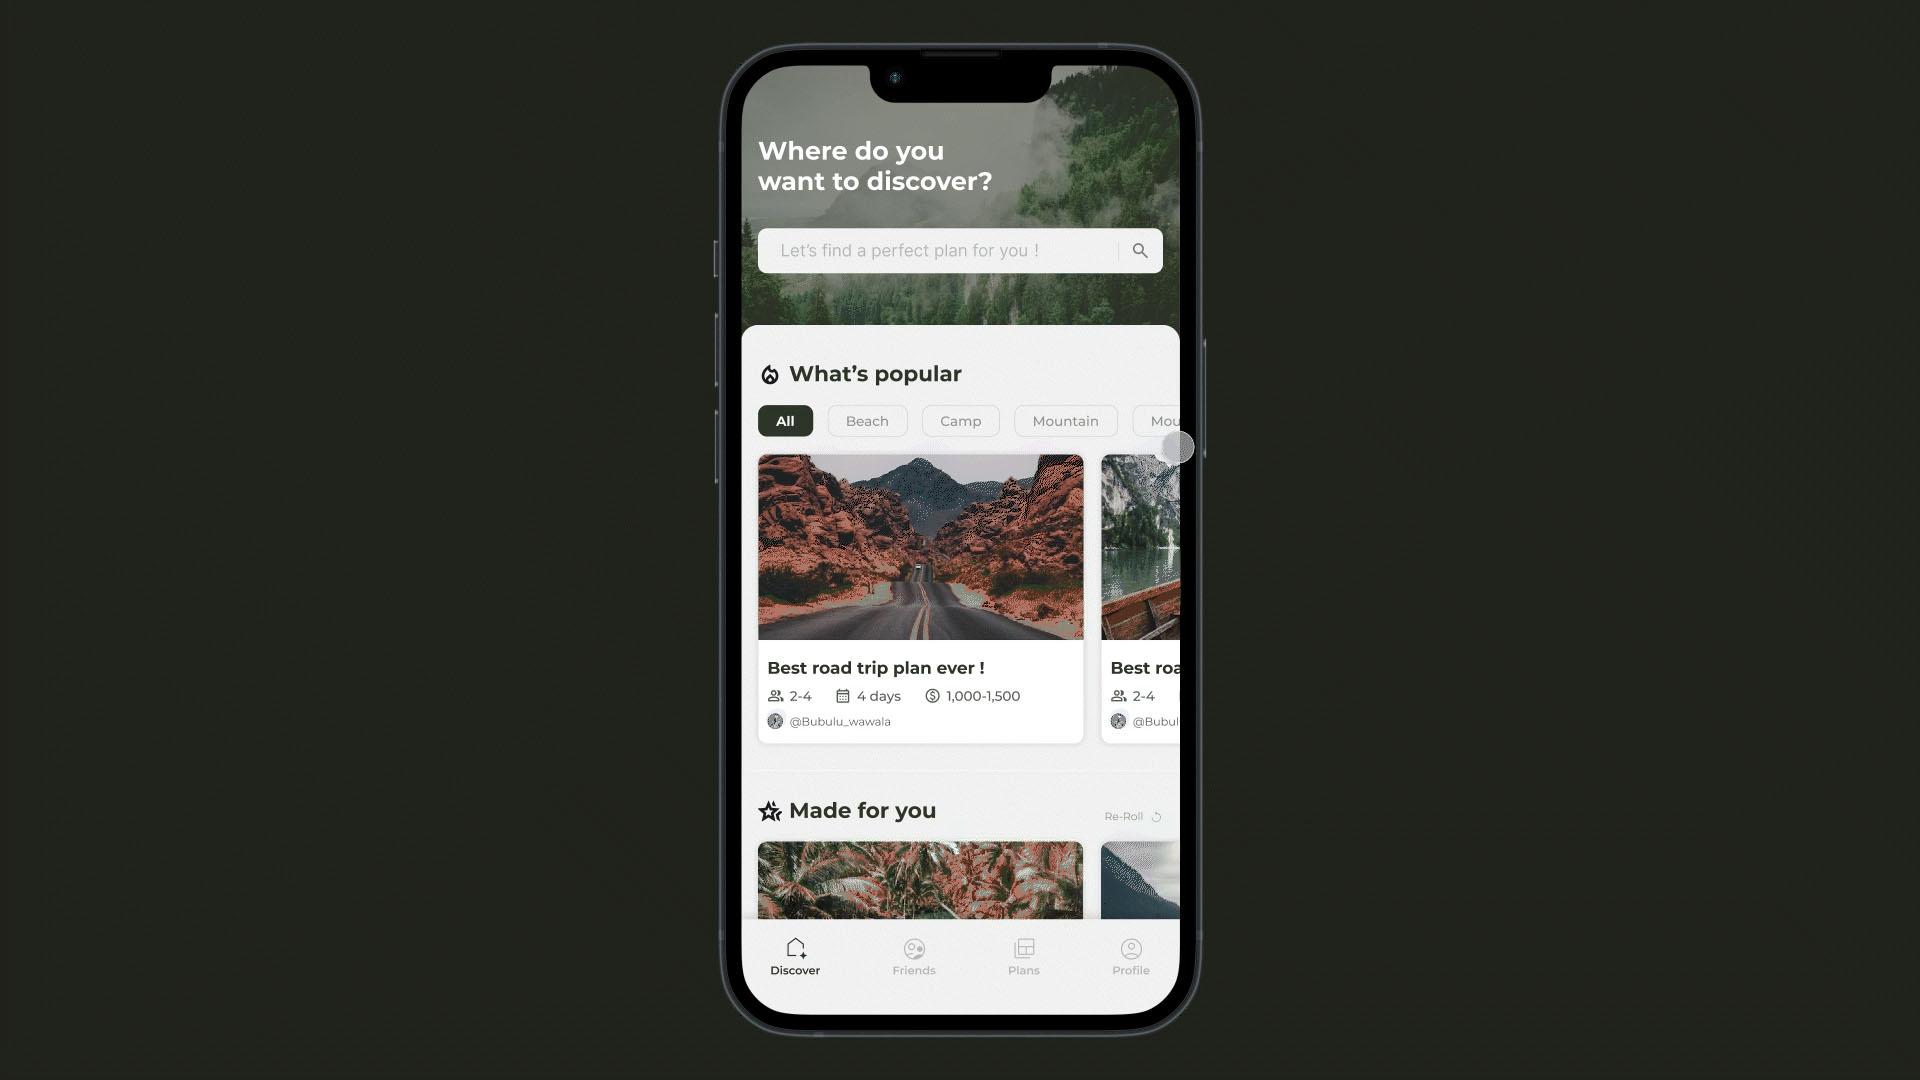 Where do you
want to discover?
Let's find a perfect plan for you !
What's popular
All
Beach
Camp
Mountain
Mou
Best road trip plan ever !
2-4
4 days
1,000-1,500
@Bubulu_wawala
Best roa
2-4
@Bubul
Made for you
Re-Roll
Discover
Friends
Plans
Profile